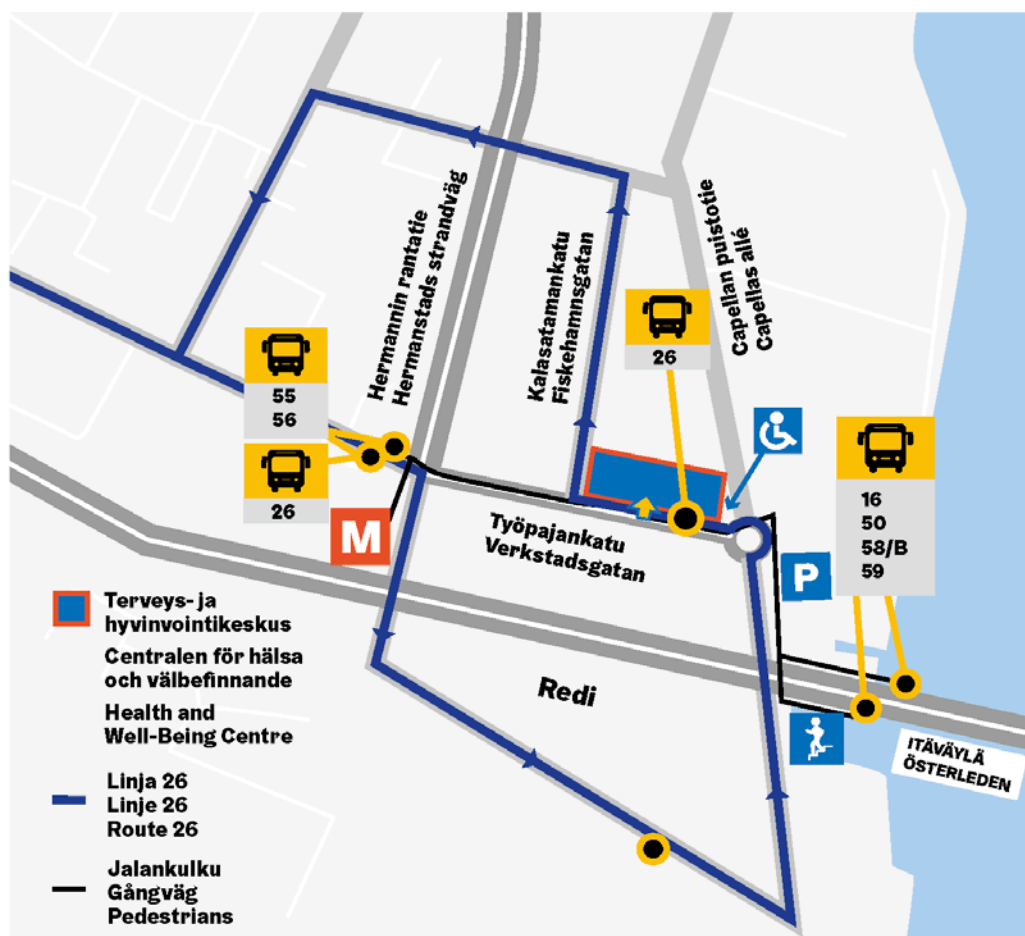 Hermannin rantatie
Hermanstads strandväg
Kalasatamankatu
Fiskehamnsgatan
Capellan puistotie
Capellas allé
26
55
56
26
M
16
50
58/B
59
P
Työpajankatu
Verkstadsgatan
Redi
ITÄVÄYLÄ
ÖSTERLEDEN
Terveys- ja
hyvinvointikeskus
Centralen för hälsa
och välbefinnande
Health and
Well-Being Centre
Linja 26
Linje 26
Route 26
Jalankulku
Gångväg
Pedestrians